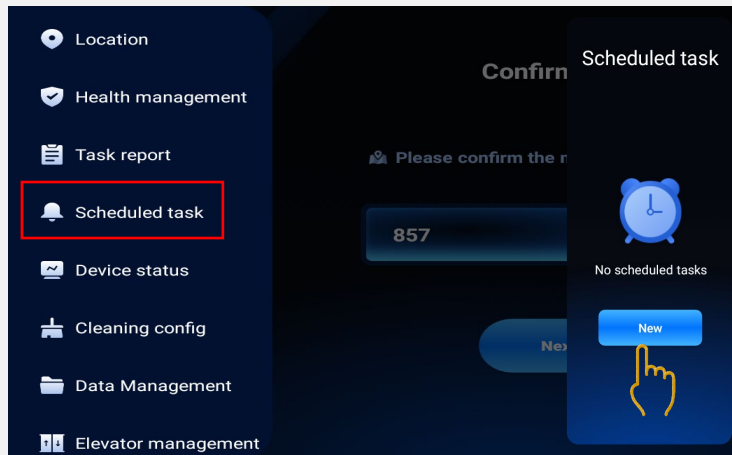 Location
Health management
Task report
Scheduled task
Device status
Cleaning config
Data Management
Elevator management
Confirn
Please confirm the n
857
Nex
Scheduled task
No scheduled tasks
New